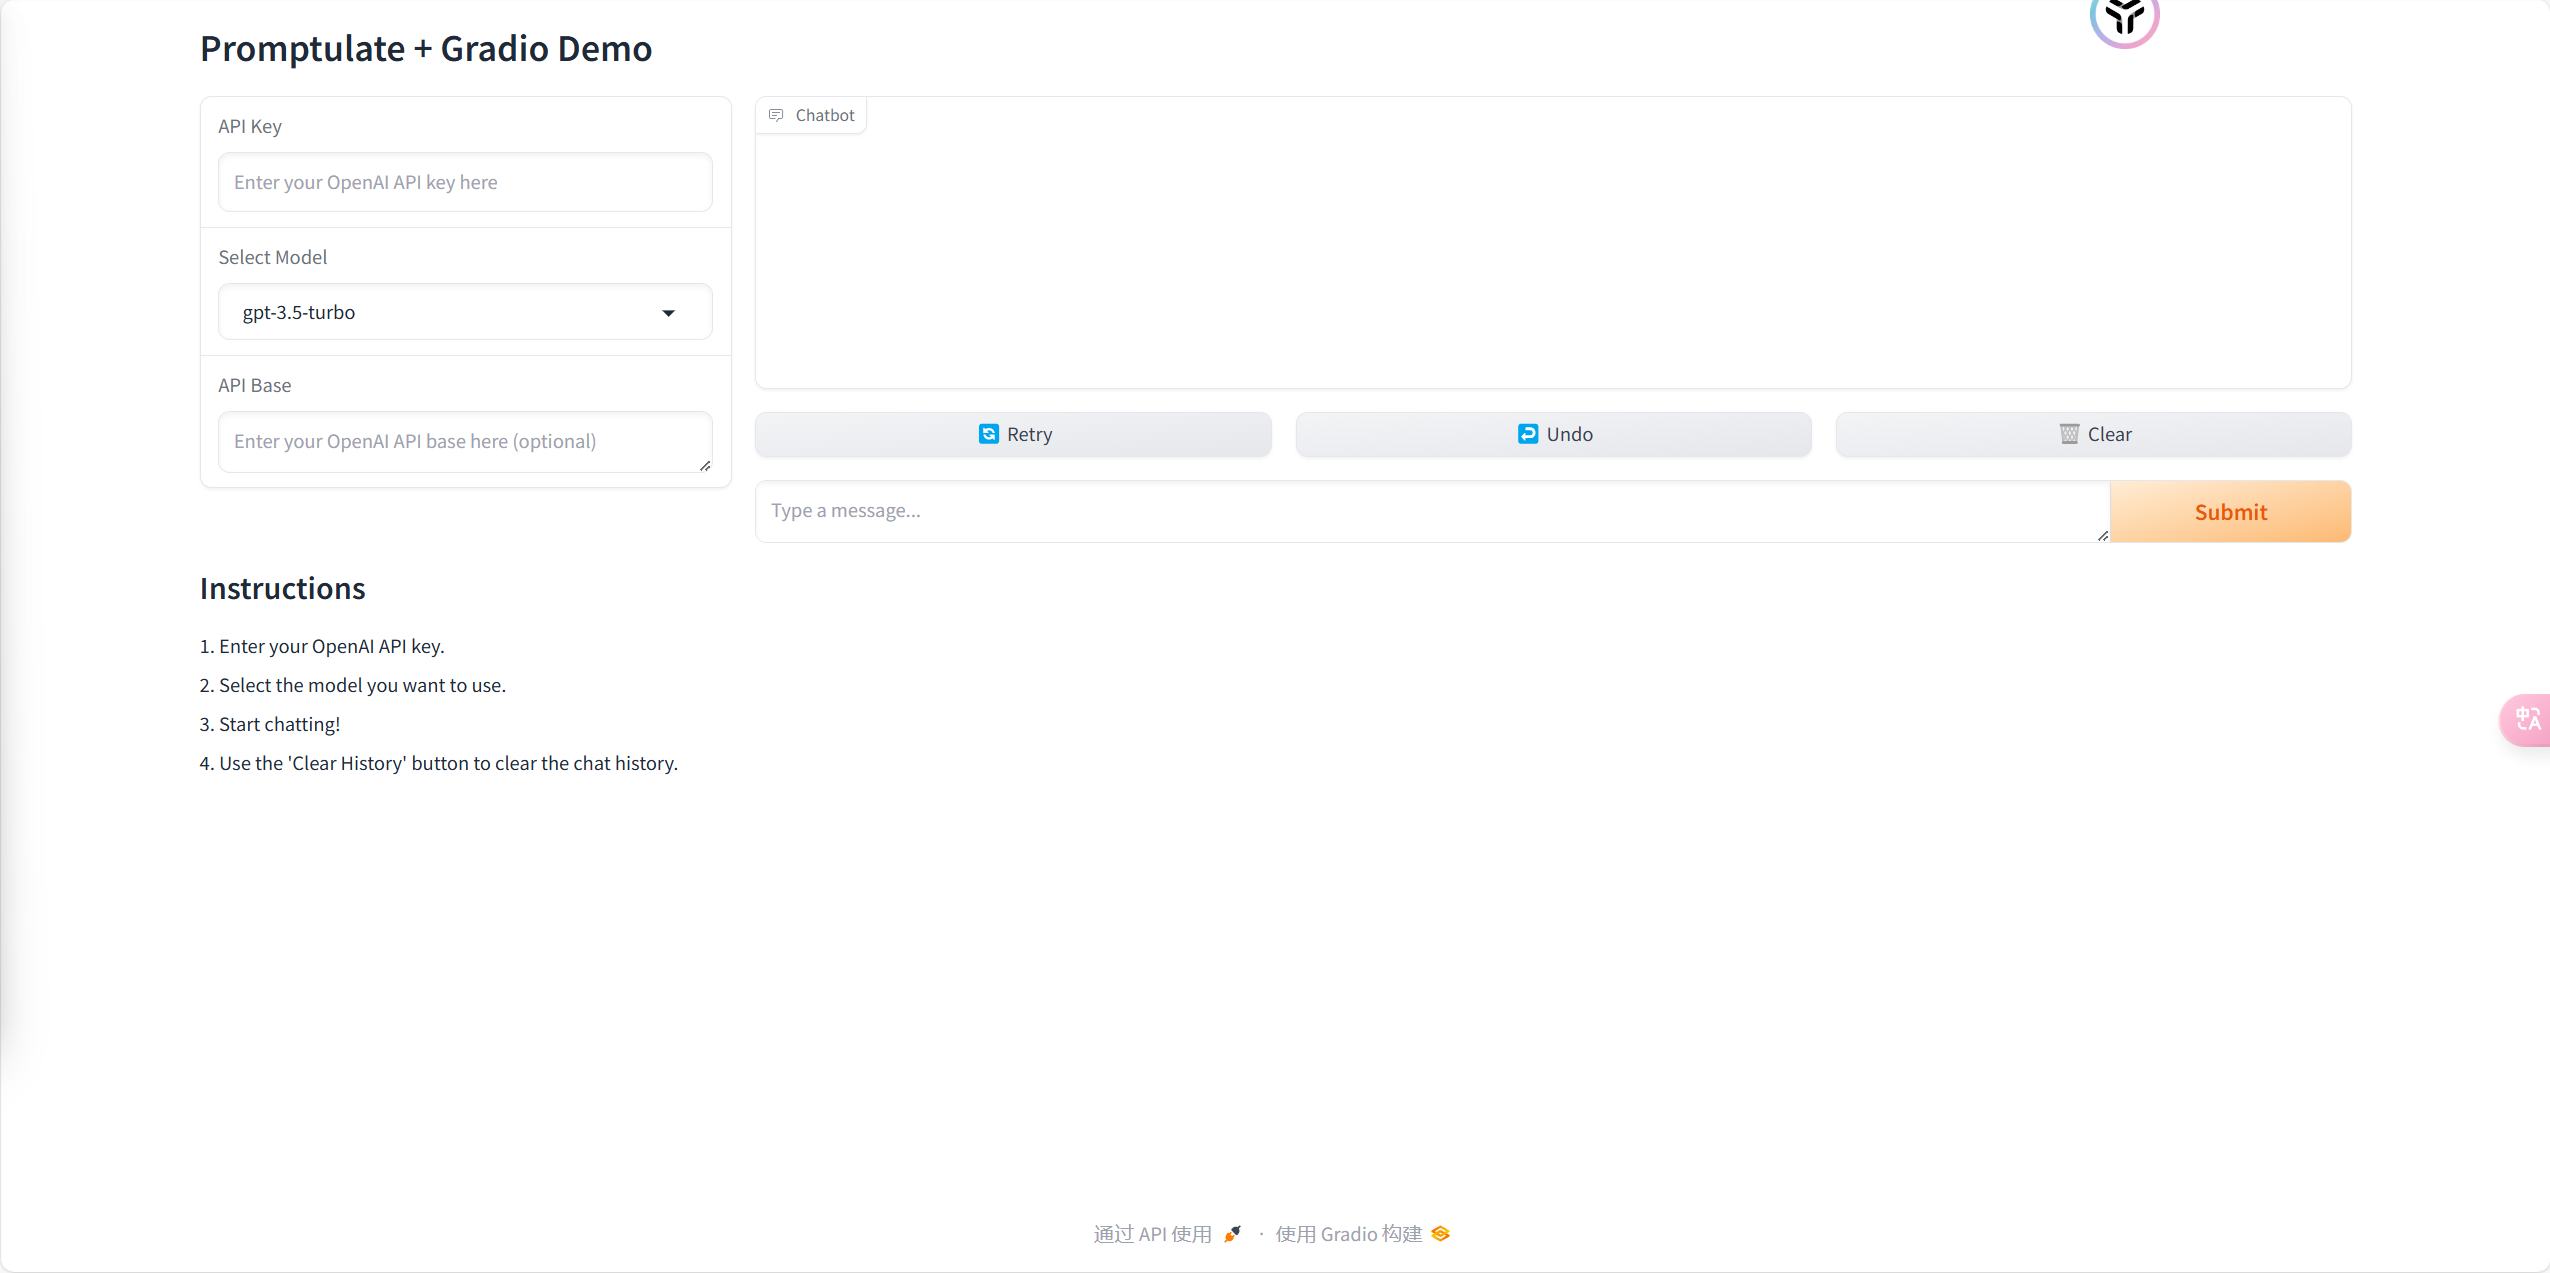 Promptulate + Gradio Demo
API Key
Enter your OpenAI API key here
Select Model
gpt-3.5-turbo
API Base
Enter your OpenAI API base here (optional)
Chatbot
Retry
Undo
Clear
Type a message...
Submit
Instructions
1. Enter your OpenAI API key.
2. Select the model you want to use.
3. Start chatting!
4. Use the 'Clear History' button to clear the chat history.
中A
通过 API 使用 · 使用 Gradio 构建